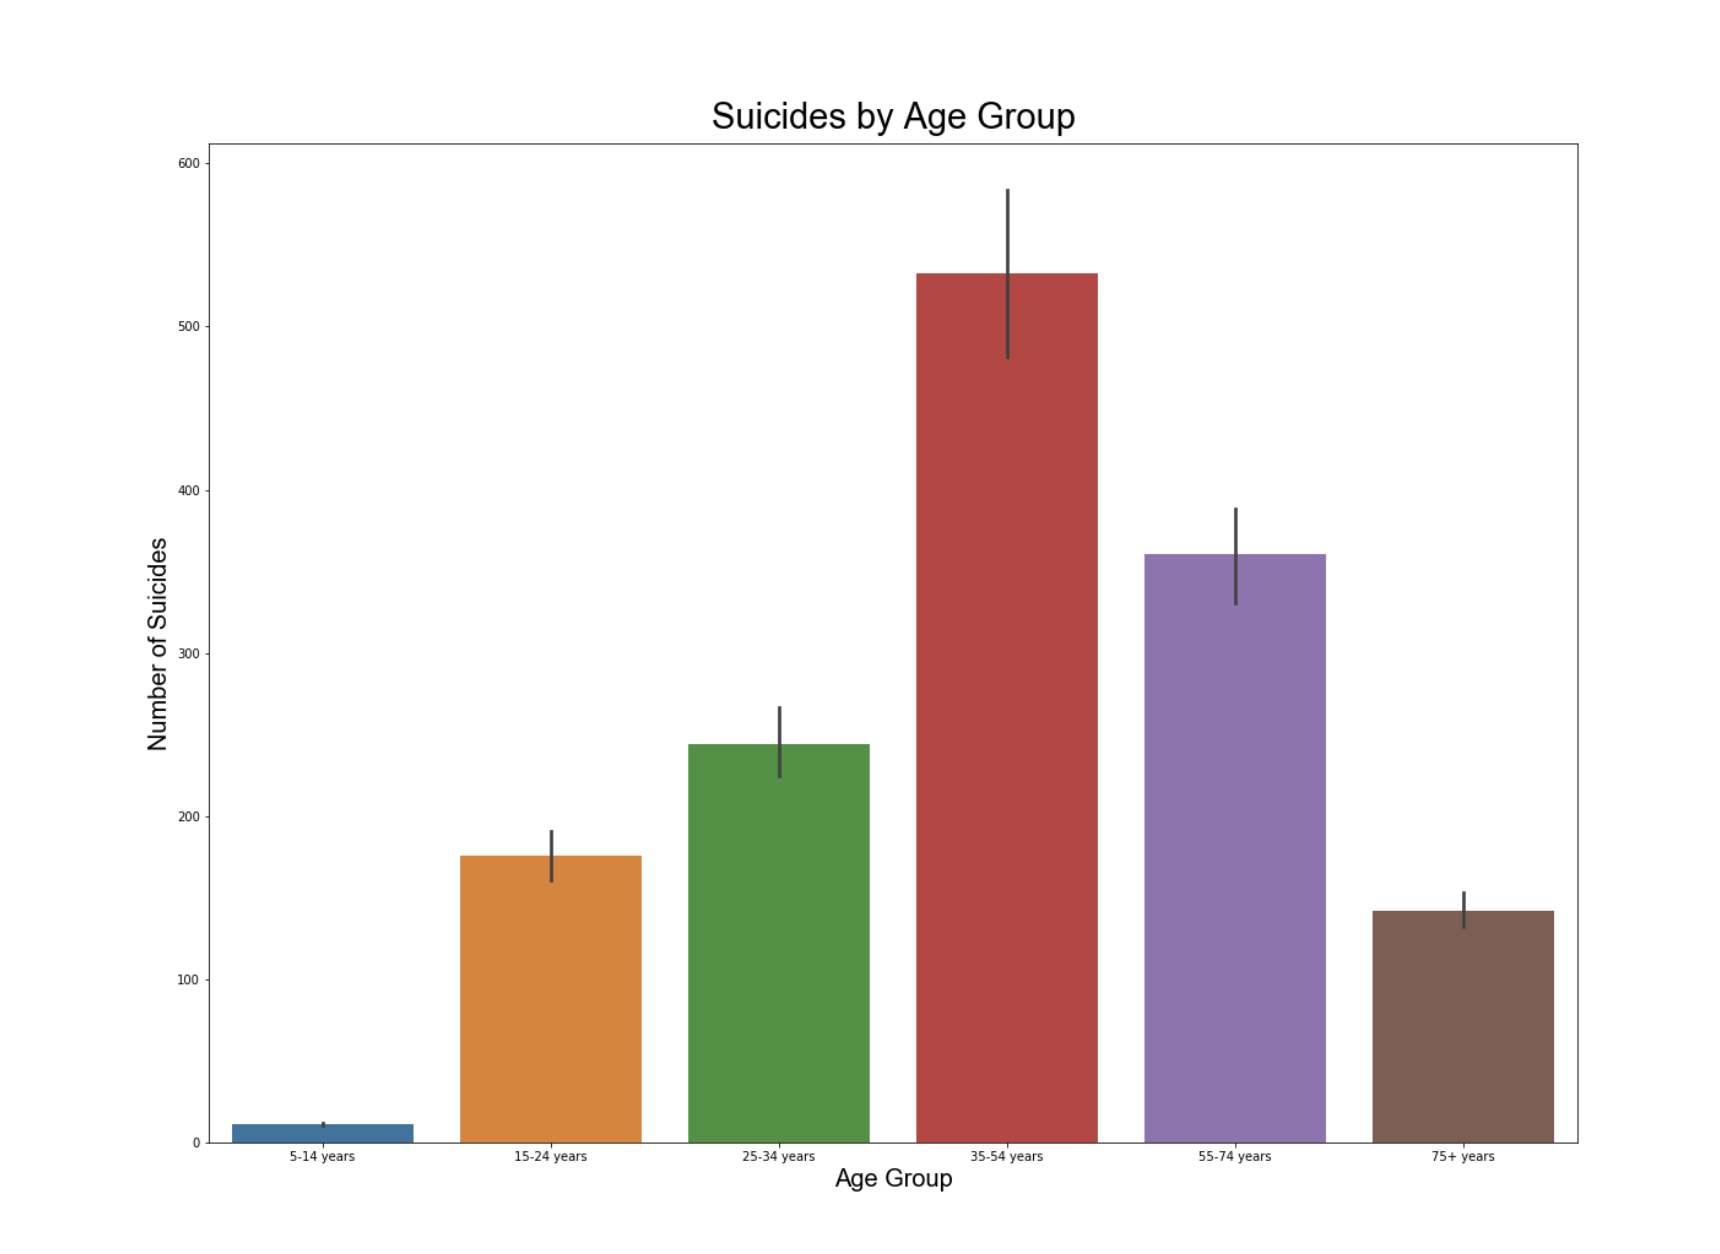 Suicides by Age Group
600
500
400
300
200
100
0
Number of Suicides
5-14 years
15-24 years
25-34 years
35-54 years
55-74 years
75+ years
Age Group